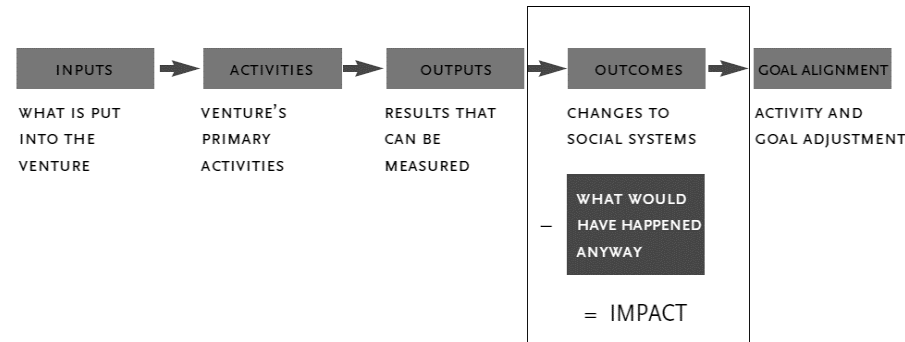 INPUTS
WHAT IS PUT
INTO THE
VENTURE
ACTIVITIES
VENTURE'S
PRIMARY
ACTIVITIES
OUTPUTS
RESULTS THAT
CAN BE
MEASURED
OUTCOMES
CHANGES TO
SOCIAL SYSTEMS
– WHAT WOULD
HAVE HAPPENED
ANYWAY
= IMPACT
GOAL ALIGNMENT
ACTIVITY AND
GOAL ADJUSTMENT